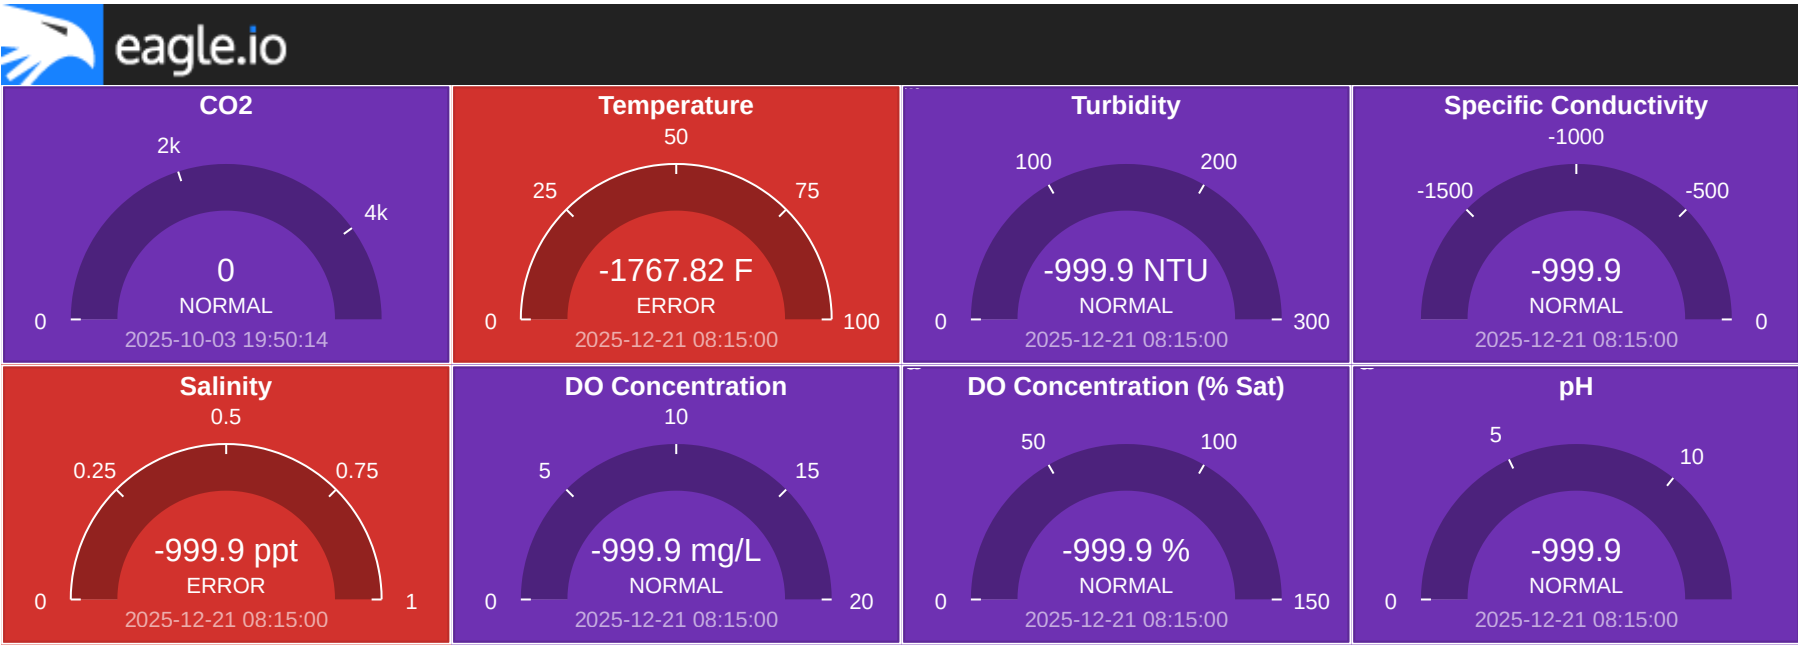 eagle.io
CO2
2k
4k
0
NORMAL
0
2025-10-03 19:50:14
Temperature
50
25
75
-1767.82 F
ERROR
0
100
2025-12-21 08:15:00
Turbidity
100
200
-999.9 NTU
NORMAL
0
300
2025-12-21 08:15:00
Specific Conductivity
-1000
-1500
-500
-999.9
NORMAL
0
2025-12-21 08:15:00
Salinity
0.5
0.25
0.75
-999.9 ppt
ERROR
0
1
2025-12-21 08:15:00
DO Concentration
10
5
15
-999.9 mg/L
NORMAL
0
20
2025-12-21 08:15:00
DO Concentration (% Sat)
50
100
-999.9 %
NORMAL
0
150
2025-12-21 08:15:00
pH
5
10
-999.9
NORMAL
0
2025-12-21 08:15:00